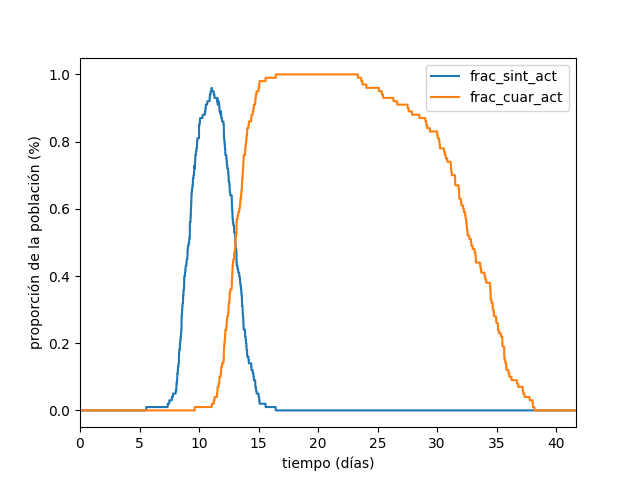 frac_sint_act
frac_cuar_act
1.0
0.8
0.6
0.4
0.2
0.0
proporción de la población (%)
0 5 10 15 20 25 30 35 40
tiempo (días)